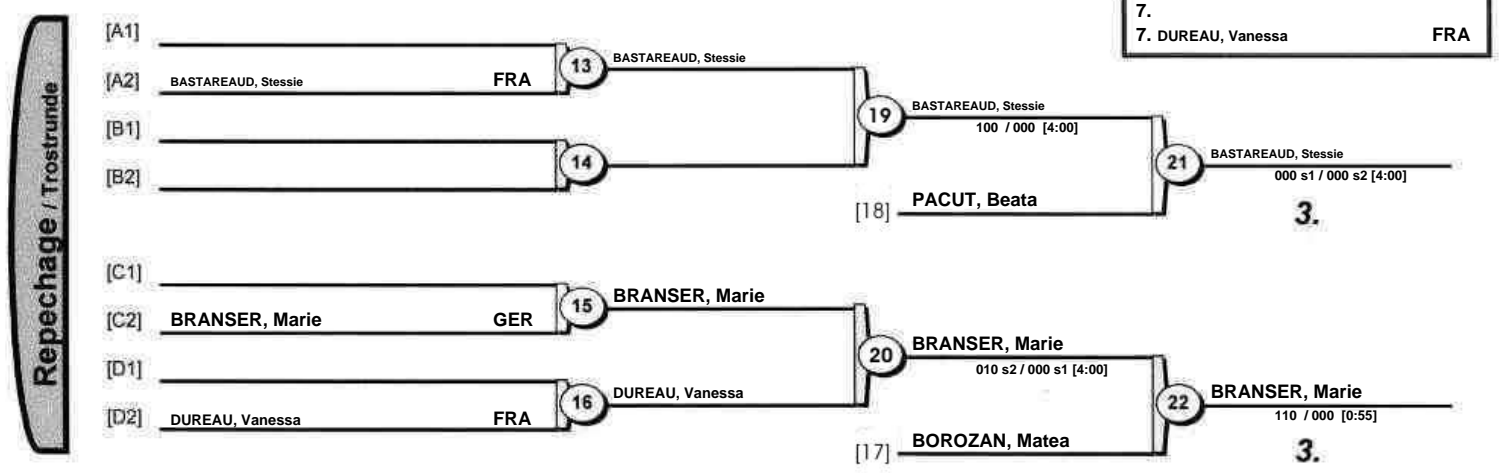 7.
7. DUREAU, Vanessa FRA
Repechage / Trostrunde
[A1]
[A2] BASTAREAUD, Stessie FRA
13 BASTAREAUD, Stessie
[B1]
[B2]
14
19 BASTAREAUD, Stessie
100 / 000 [4:00]
[18] PACUT, Beata
21 BASTAREAUD, Stessie
000 s1 / 000 s2 [4:00]
3.
[C1]
[C2] BRANSER, Marie GER
15 BRANSER, Marie
[D1]
[D2] DUREAU, Vanessa FRA
16 DUREAU, Vanessa
20 BRANSER, Marie
010 s2 / 000 s1 [4:00]
[17] BOROZAN, Matea
22 BRANSER, Marie
110 / 000 [0:55]
3.